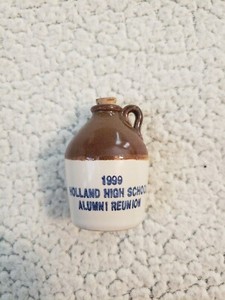 1999
HOLLAND HIGH SCHOOL
ALUMNI REUNION